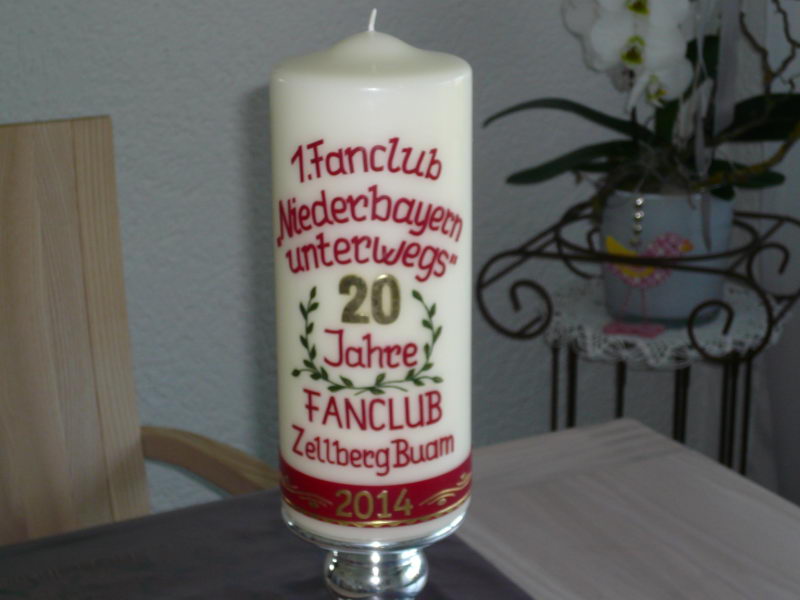 1. Fanclub
„Niederbayern
unterwegs"
20
Jahre
FANCLUB
Zellberg Buam
2014